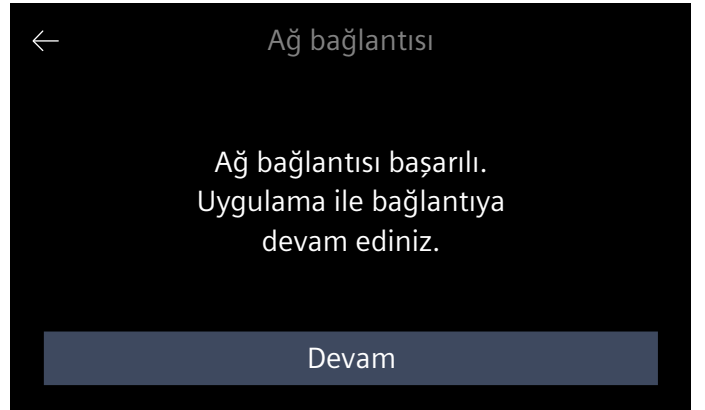 Ağ bağlantısı
Ağ bağlantısı başarılı.
Uygulama ile bağlantıya
devam ediniz.
Devam